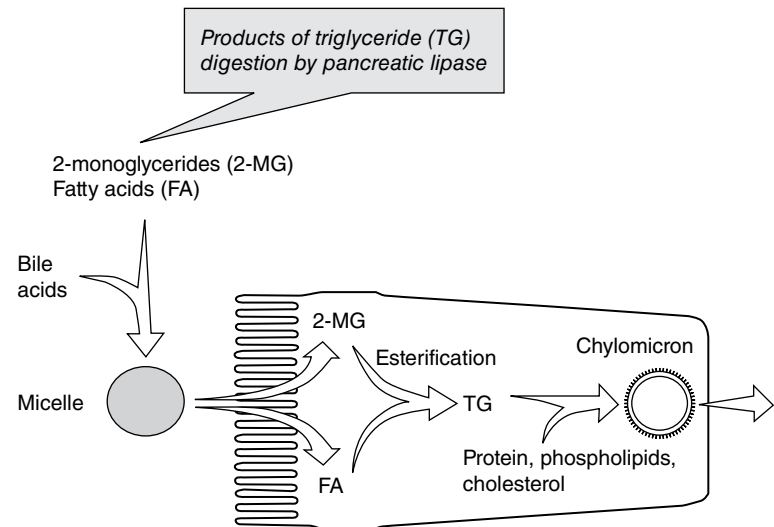 Products of triglyceride (TG)
digestion by pancreatic lipase
2-monoglycerides (2-MG)
Fatty acids (FA)
Bile
acids
Micelle
2-MG
Esterification
FA
TG
Chylomicron
Protein, phospholipids,
cholesterol